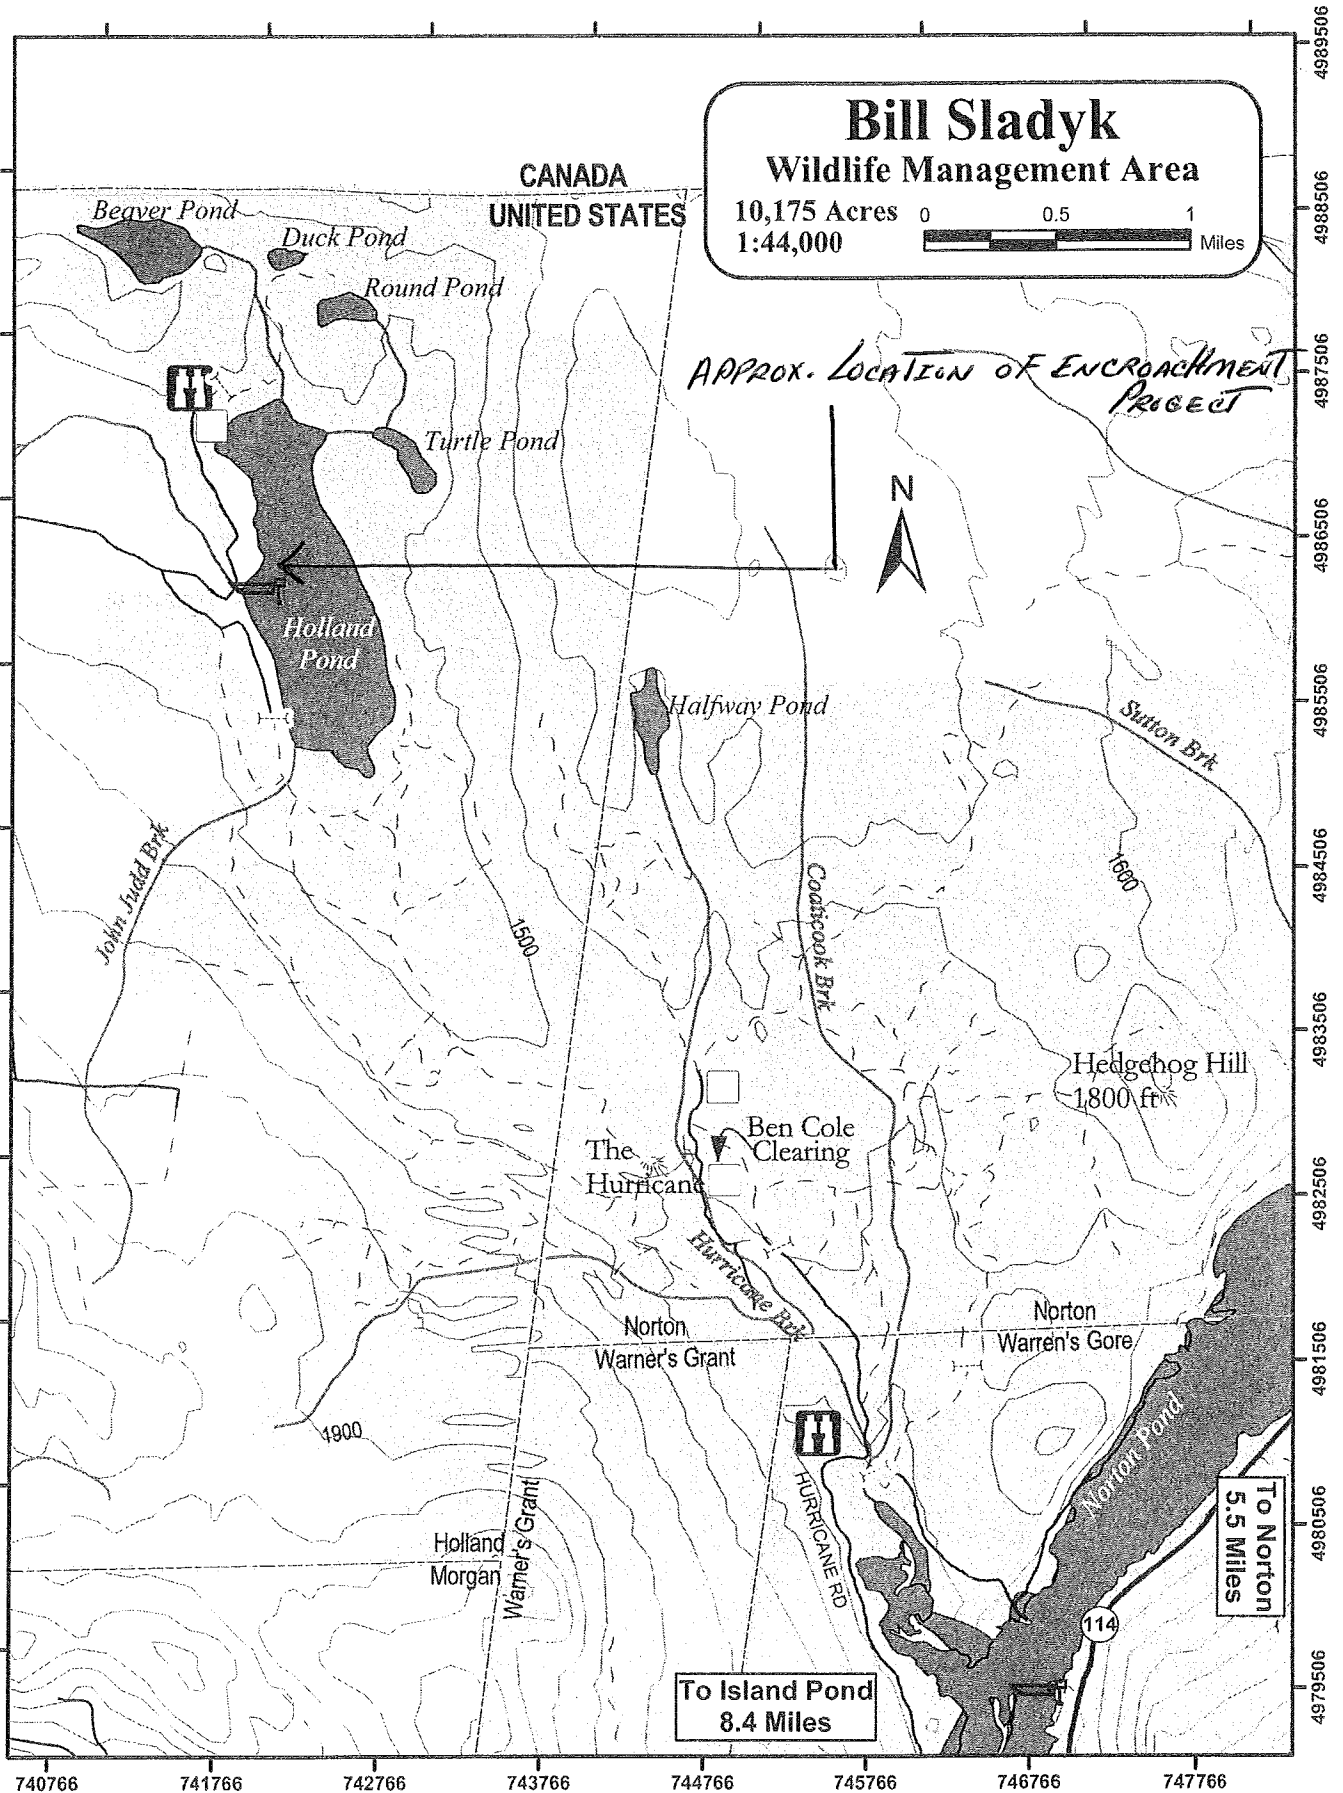 4989506
Bill Sladyk
Wildlife Management Area
10,175 Acres
1:44,000
0 0.5 1
Miles
CANADA
UNITED STATES
4988506
Beaver Pond
Duck Pond
Round Pond
APPROX. LOCATION OF ENCROACHMENT
PROGECT
4987506
Turtle Pond
N
4986506
Holland
Pond
Halfway Pond
4985506
Sutton Brk
John Judd Brk
4984506
1600
Coaticook Brk
1500
4983506
Hedgehog Hill
1800 ft
Ben Cole
Clearing
The
Hurricane
4982506
Hurricane Brk
Norton
Warner's Grant
Norton
Warren's Gore
4981506
1900
Norton Pond
HURRICANE RD
Warner's Grant
Holland
Morgan
To Norton
5.5 Miles
4980506
114
To Island Pond
8.4 Miles
4979506
740766 741766 742766 743766 744766 745766 746766 747766